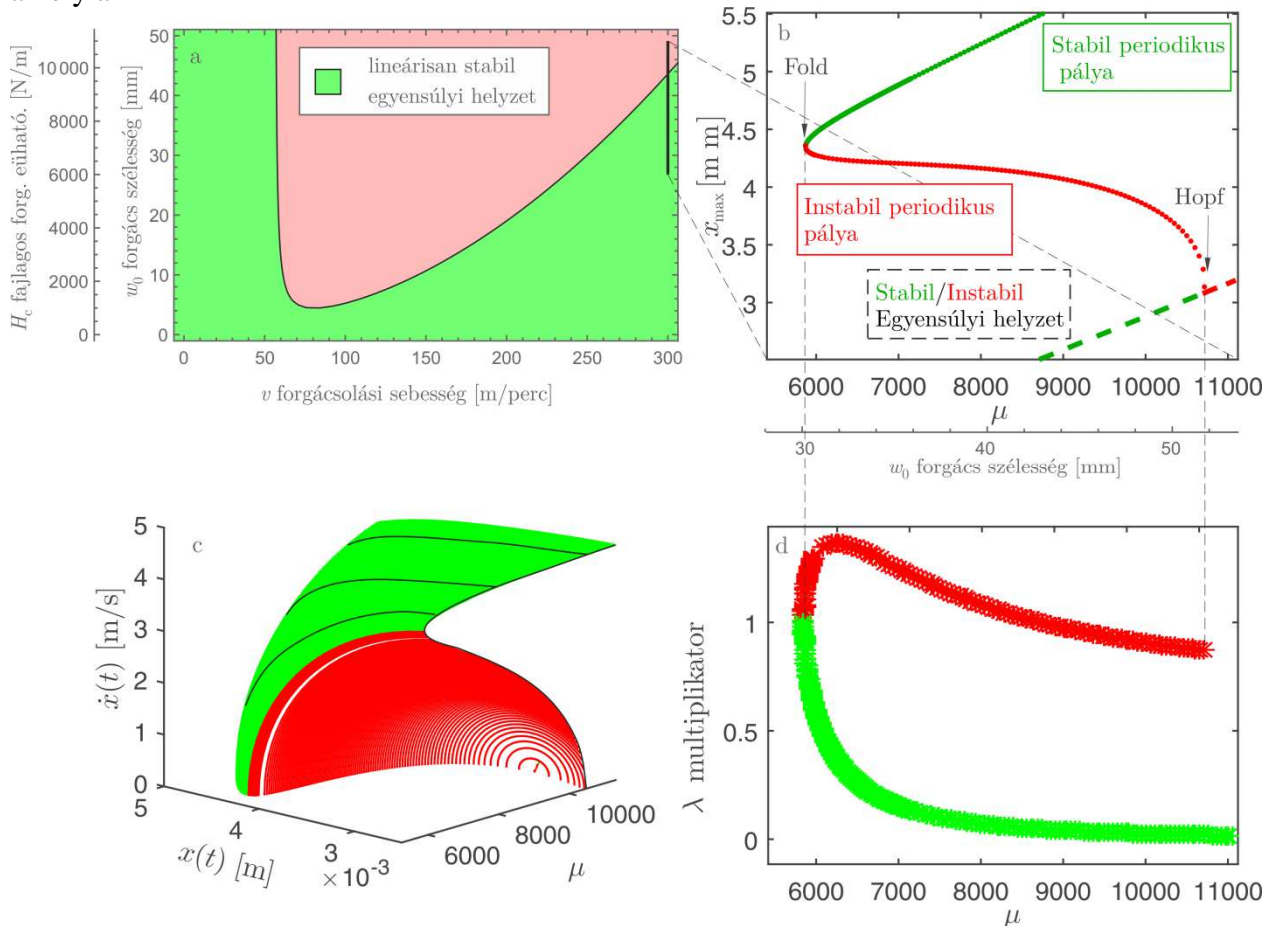 a
lineárisan stabil
egyensúlyi helyzet
H_c fajlagos forg. eüható. [N/m]
10000
8000
6000
4000
2000
0
w_0 forgács szélesség [mm]
50
40
30
20
10
0
0 50 100 150 200 250 300
v forgácsolási sebesség [m/perc]
b
Fold
Stabil periodikus
pálya
Instabil periodikus
pálya
Hopf
Stabil/Instabil
Egyensúlyi helyzet
x_max [m m]
5.5
5
4.5
4
3.5
3
6000 7000 8000 9000 10000 11000
μ
30 40 50
w_0 forgács szélesség [mm]
c
ẋ(t) [m/s]
5
4
3
2
1
0
5 4 3
×10⁻³
x(t) [m]
6000 8000 10000
μ
d
λ multiplikator
1
0.5
0
6000 7000 8000 9000 10000 11000
μ